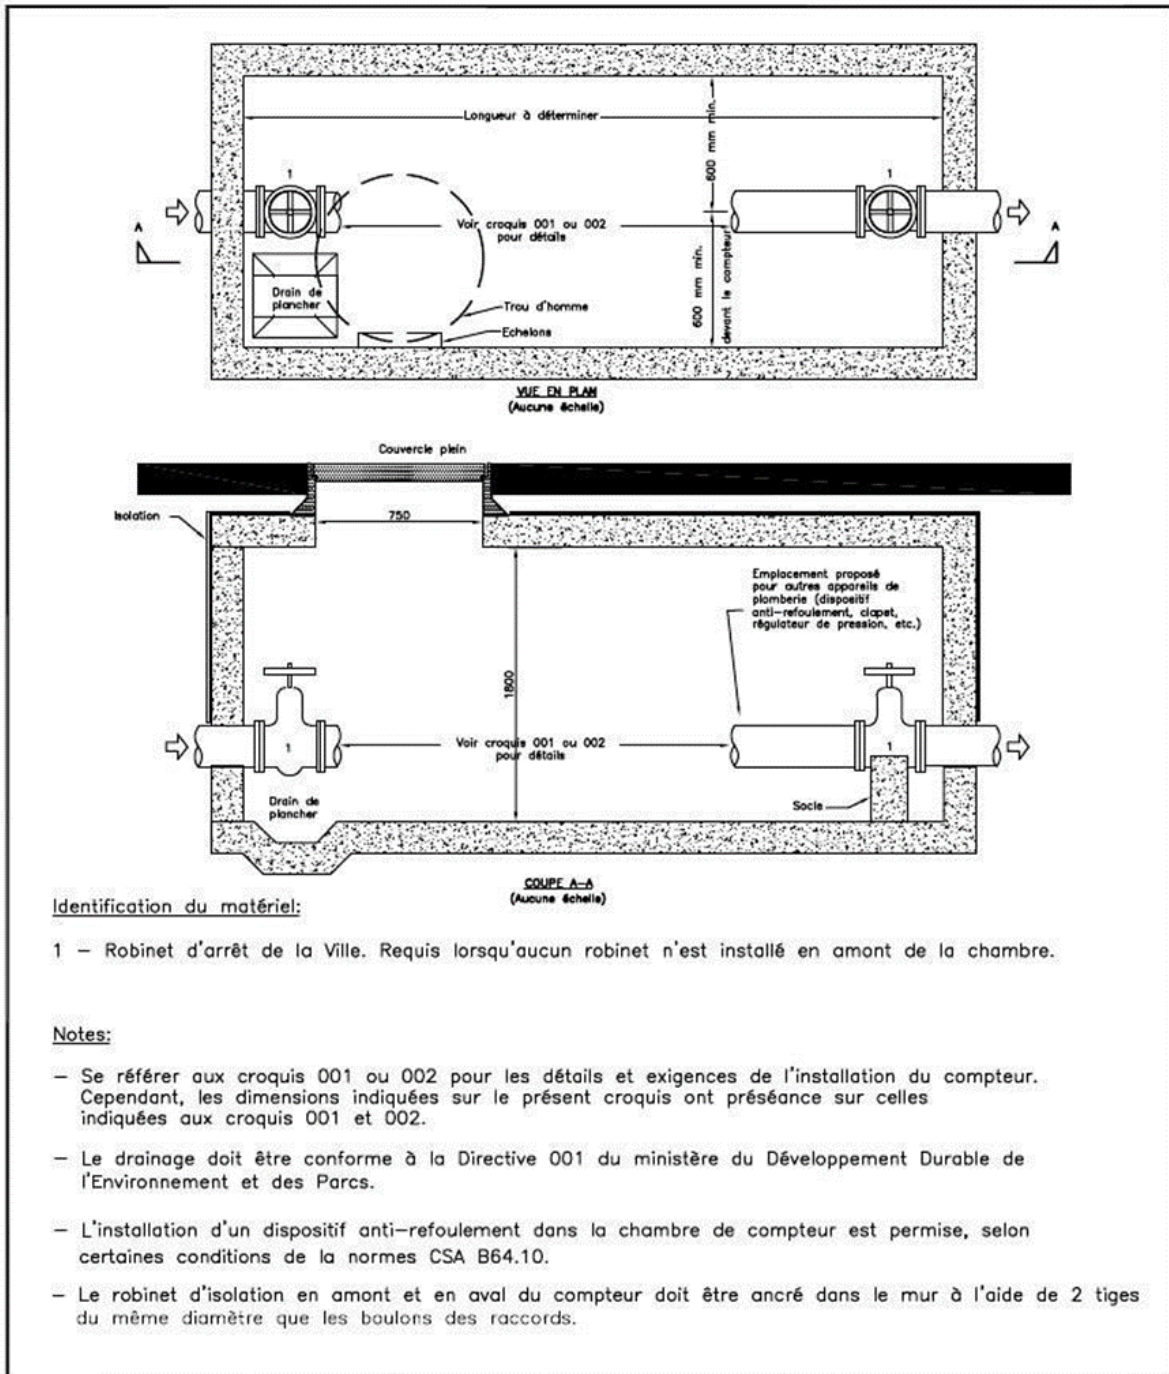 Longueur à déterminer
600 mm min.
1
1
A
A
Voir croquis 001 ou 002
pour détails
600 mm min.
devant le compteur
Drain de
plancher
Trou d'homme
Echelons
VUE EN PLAN
(Aucune échelle)
Couvercle plein
Isolation
750
Emplacement proposé
pour autres appareils de
plomberie (dispositif
anti-refoulement, clapet,
régulateur de pression, etc.)
1800
1
Voir croquis 001 ou 002
pour détails
1
Drain de
plancher
Socle
COUPE A-A
(Aucune échelle)
Identification du matériel:
1 – Robinet d'arrêt de la Ville. Requis lorsqu'aucun robinet n'est installé en amont de la chambre.
Notes:
– Se référer aux croquis 001 ou 002 pour les détails et exigences de l'installation du compteur.
Cependant, les dimensions indiquées sur le présent croquis ont préséance sur celles
indiquées aux croquis 001 et 002.
– Le drainage doit être conforme à la Directive 001 du ministère du Développement Durable de
l'Environnement et des Parcs.
– L'installation d'un dispositif anti-refoulement dans la chambre de compteur est permise, selon
certaines conditions de la normes CSA B64.10.
– Le robinet d'isolation en amont et en aval du compteur doit être ancré dans le mur à l'aide de 2 tiges
du même diamètre que les boulons des raccords.